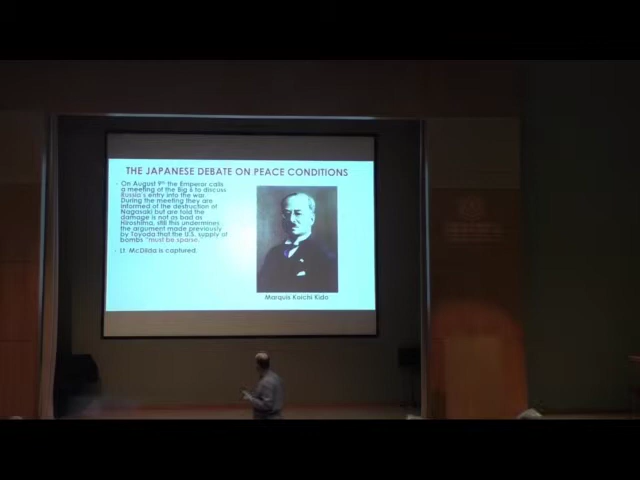 THE JAPANESE DEBATE ON PEACE CONDITIONS
• On August 9th the Emperor calls
a meeting of the Big 6 to discuss
Russia's entry into the war.
During the meeting they are
informed of the destruction of
Nagasaki but are told the
damage is not as bad as
Hiroshima, still this undermines
the argument made previously
by Toyoda that the U.S. supply of
bombs "must be sparse."
• Lt. McDilda is captured.
Marquis Koichi Kido